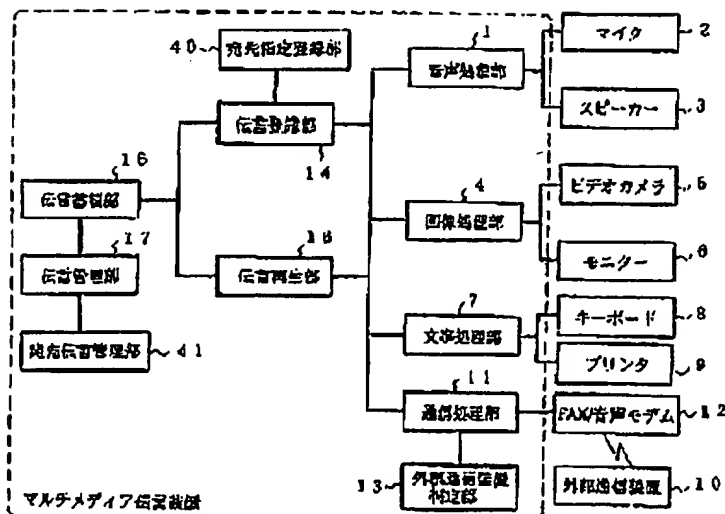 40
宛先指定登録部
1
音声処理部
マイク
2
スピーカー
3
伝言登録部
14
16
伝言蓄積部
4
画像処理部
ビデオカメラ
5
モニター
6
17
伝言管理部
伝言再生部
7
文字処理部
キーボード
8
プリンタ
9
宛先伝言管理部
41
11
通信処理部
FAX/音声モデム
12
13
外部通信装置
外部通信装置
10
マルチメディア伝言装置